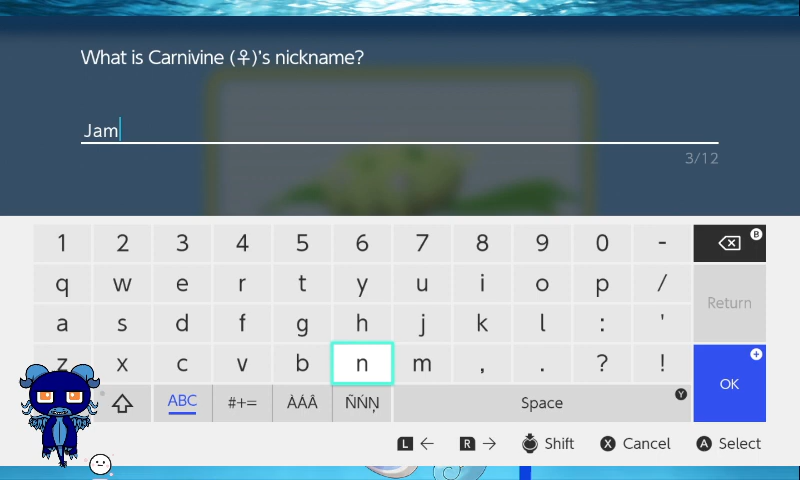 What is Carnivine (♀)'s nickname?
Jam
3/12
1 2 3 4 5 6 7 8 9 0 - B
q w e r t y u i o p / Return
a s d f g h j k l : '
z x c v b n m , . ? ! + OK
ABC #+= ÀÁÂ ÑŃŅ Space Y
L ← R → Shift X Cancel A Select